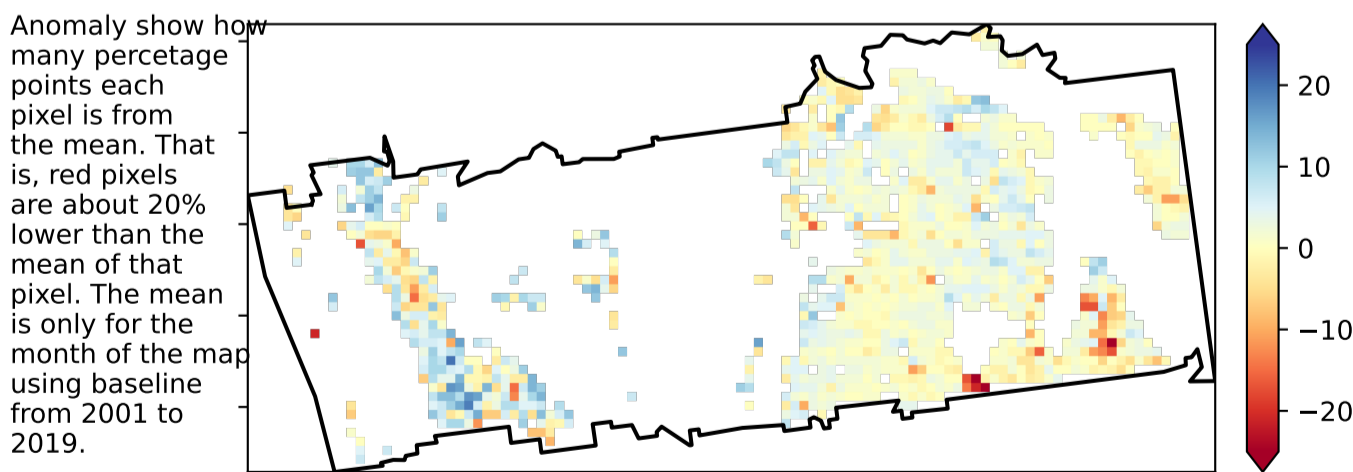 Anomaly show how
many percetage
points each
pixel is from
the mean. That
is, red pixels
are about 20%
lower than the
mean of that
pixel. The mean
is only for the
month of the map
using baseline
from 2001 to
2019.
20
10
0
−10
−20